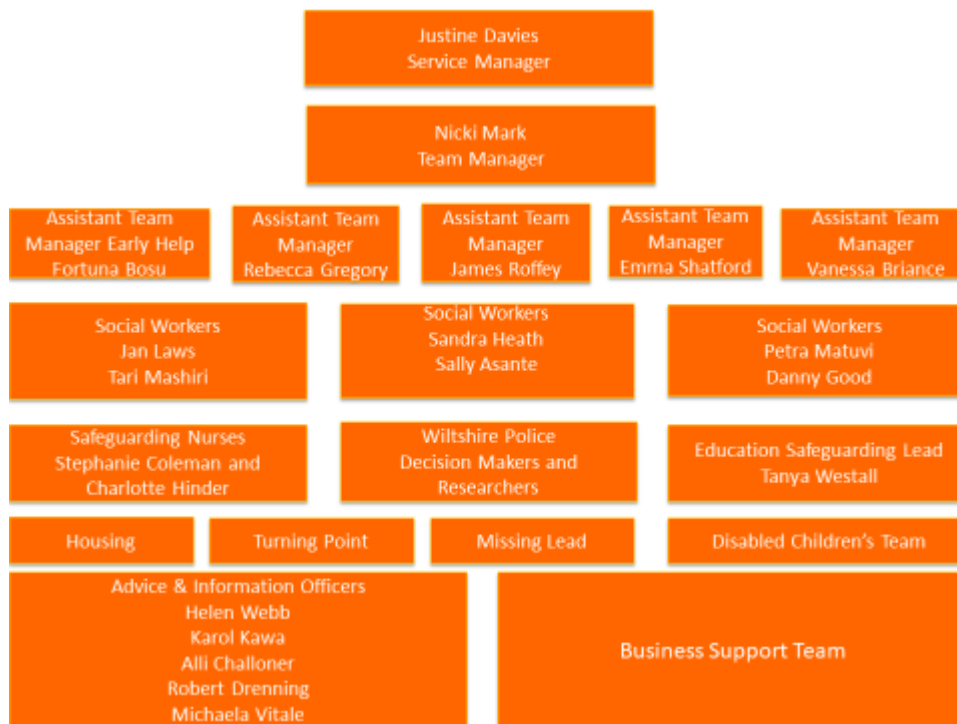 Justine Davies
Service Manager
Nicki Mark
Team Manager
Assistant Team
Manager Early Help
Fortuna Bosu
Assistant Team
Manager
Rebecca Gregory
Assistant Team
Manager
James Roffey
Assistant Team
Manager
Emma Shatford
Assistant Team
Manager
Vanessa Briance
Social Workers
Jan Laws
Tari Mashiri
Social Workers
Sandra Heath
Sally Asante
Social Workers
Petra Matuvi
Danny Good
Safeguarding Nurses
Stephanie Coleman and
Charlotte Hinder
Wiltshire Police
Decision Makers and
Researchers
Education Safeguarding Lead
Tanya Westall
Housing
Turning Point
Missing Lead
Disabled Children's Team
Advice & Information Officers
Helen Webb
Karol Kawa
Alli Challoner
Robert Drenning
Michaela Vitale
Business Support Team